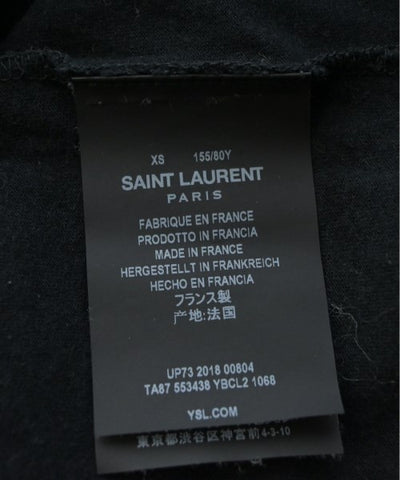 XS 155/80Y
SAINT LAURENT
PARIS
FABRIQUE EN FRANCE
PRODOTTO IN FRANCIA
MADE IN FRANCE
HERGESTELLT IN FRANKREICH
HECHO EN FRANCIA
フランス製
产地:法国
UP73 2018 00804
TA87 553438 YBCL2 1068
YSL.COM
東京都渋谷区神宮前4-3-10